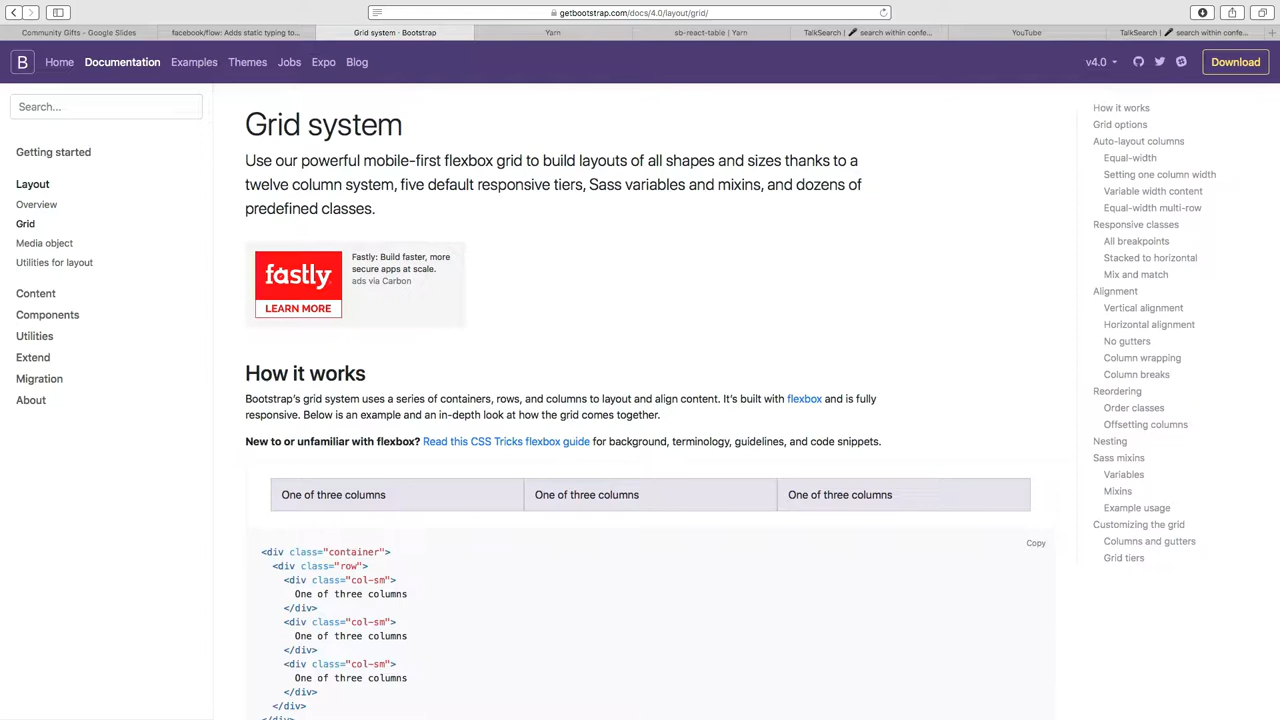 getbootstrap.com/docs/4.0/layout/grid/
Community Gifts - Google Slides
facebook/flow: Adds static typing to...
Grid system · Bootstrap
Yarn
sb-react-table | Yarn
TalkSearch | 🎤 search within confe...
YouTube
TalkSearch | 🎤 search within confe...
B
Home
Documentation
Examples
Themes
Jobs
Expo
Blog
v4.0
Download
Search...
Getting started
Layout
Overview
Grid
Media object
Utilities for layout
Content
Components
Utilities
Extend
Migration
About
Grid system
Use our powerful mobile-first flexbox grid to build layouts of all shapes and sizes thanks to a
twelve column system, five default responsive tiers, Sass variables and mixins, and dozens of
predefined classes.
fastly
LEARN MORE
Fastly: Build faster, more
secure apps at scale.
ads via Carbon
How it works
Bootstrap's grid system uses a series of containers, rows, and columns to layout and align content. It's built with flexbox and is fully
responsive. Below is an example and an in-depth look at how the grid comes together.
New to or unfamiliar with flexbox? Read this CSS Tricks flexbox guide for background, terminology, guidelines, and code snippets.
One of three columns
One of three columns
One of three columns
Copy
<div class="container">
<div class="row">
<div class="col-sm">
One of three columns
</div>
<div class="col-sm">
One of three columns
</div>
<div class="col-sm">
One of three columns
</div>
</div>
</div>
How it works
Grid options
Auto-layout columns
Equal-width
Setting one column width
Variable width content
Equal-width multi-row
Responsive classes
All breakpoints
Stacked to horizontal
Mix and match
Alignment
Vertical alignment
Horizontal alignment
No gutters
Column wrapping
Column breaks
Reordering
Order classes
Offsetting columns
Nesting
Sass mixins
Variables
Mixins
Example usage
Customizing the grid
Columns and gutters
Grid tiers